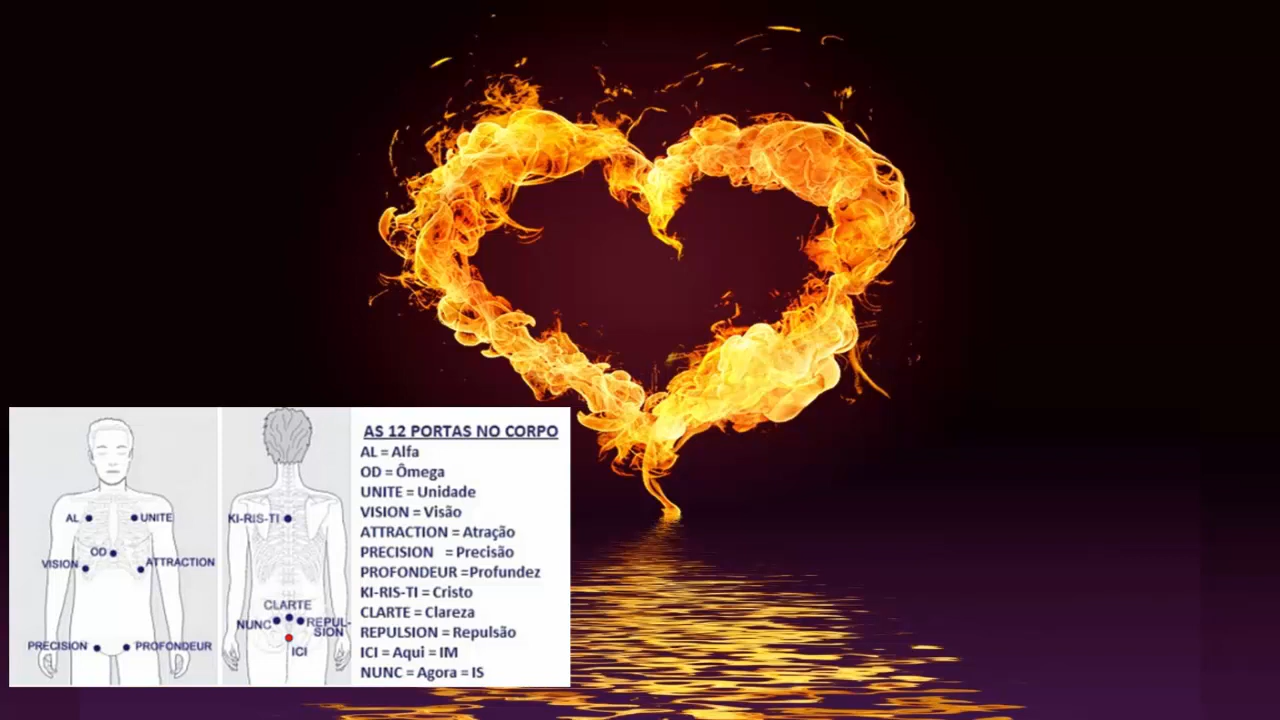 AL
UNITE
OD
VISION
ATTRACTION
PRECISION
PROFONDEUR
KI-RIS-TI
CLARTE
NUNC
REPUL-
SION
ICI
AS 12 PORTAS NO CORPO
AL = Alfa
OD = Ômega
UNITE = Unidade
VISION = Visão
ATTRACTION = Atração
PRECISION = Precisão
PROFONDEUR =Profundez
KI-RIS-TI = Cristo
CLARTE = Clareza
REPULSION = Repulsão
ICI = Aqui = IM
NUNC = Agora = IS